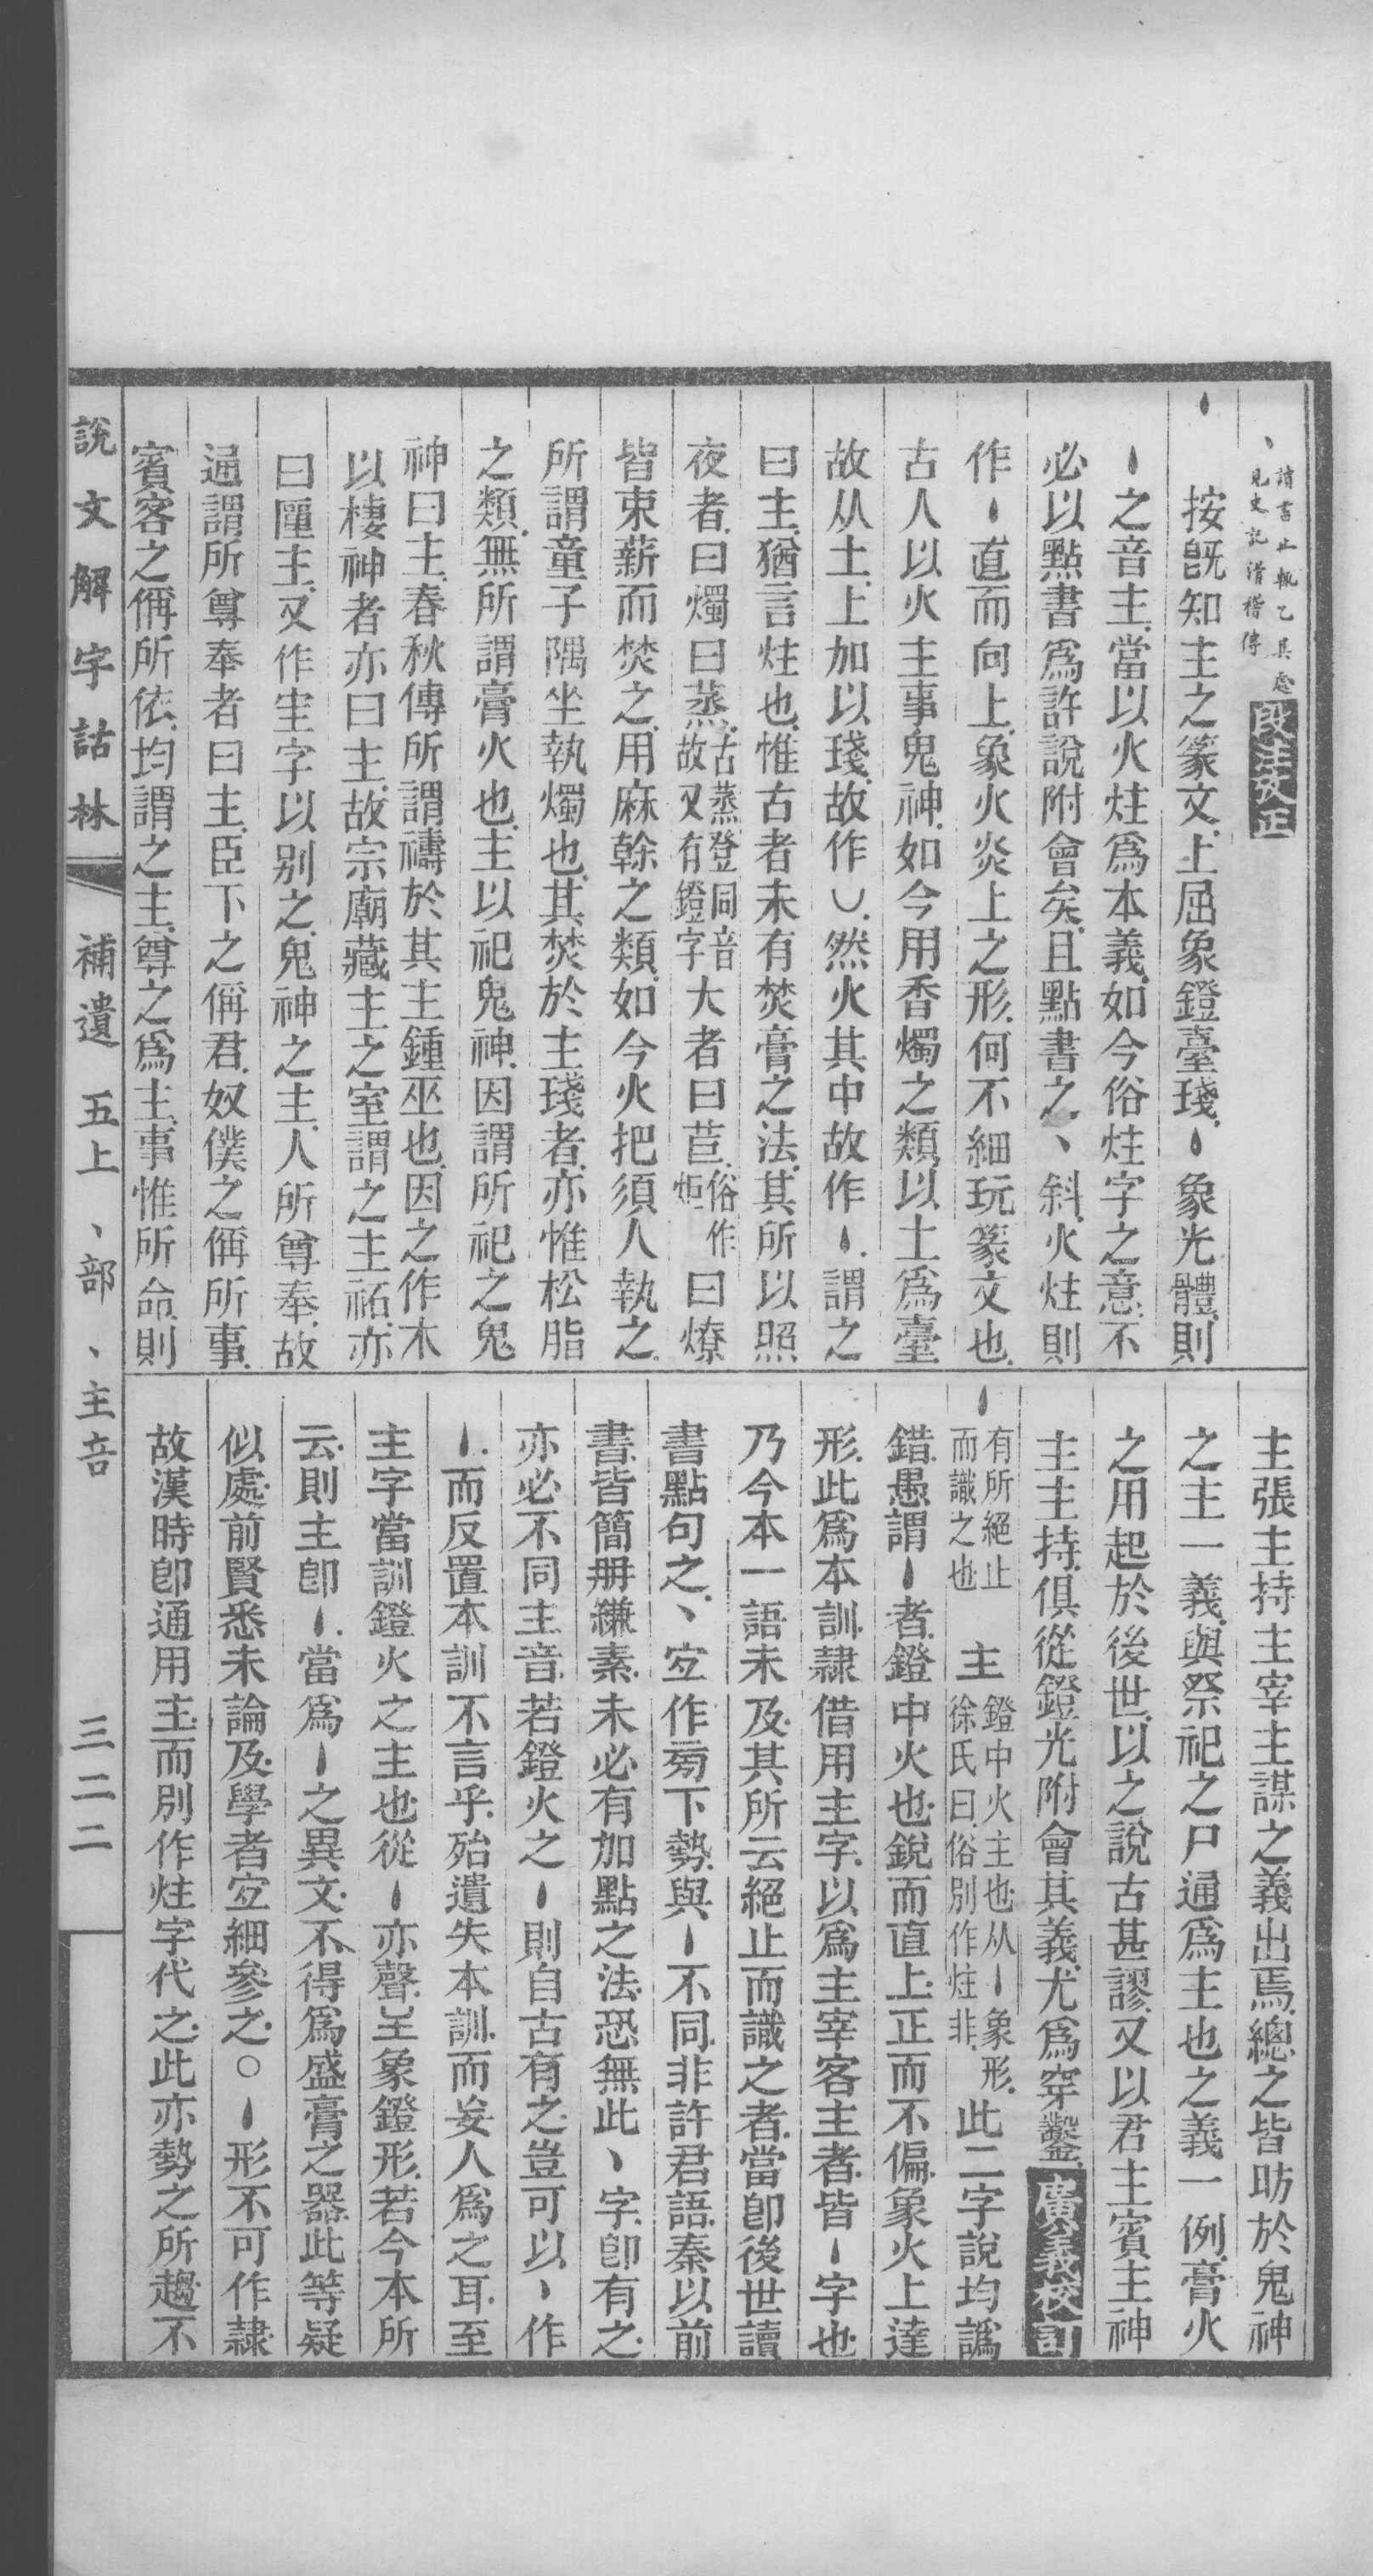 、讀書止輒乙其處見史記滑稽傳 段注攷正
丶
按旣知主之篆文上屈象鐙臺㦮丶象光體則
丶之音主當以火炷爲本義如今俗炷字之意不
必以點書爲許說附會矣且點書之、斜火炷則
作丶直而向上象火炎上之形何不細玩篆文也
古人以火主事鬼神如今用香燭之類以土爲臺
故从土上加以㦮故作㇃然火其中故作丶謂之
曰主猶言炷也惟古者未有焚膏之法其所以照
夜者曰燭曰蒸古蒸登同音故又有鐙字大者曰苣俗作炬曰燎
皆束薪而焚之用麻榦之類如今火把須人執之
所謂童子隅坐執燭也其焚於主㦮者亦惟松脂
之類無所謂膏火也主以祀鬼神因謂所祀之鬼
神曰主春秋傳所謂禱於其主鍾巫也因之作木
以棲神者亦曰主故宗廟藏主之室謂之主祏亦
曰匰主又作宔字以别之鬼神之主人所尊奉故
通謂所尊奉者曰主臣下之偁君奴僕之偁所事
賓客之偁所依均謂之主尊之爲主事惟所命則
主張主持主宰主謀之義出焉總之皆昉於鬼神
之主一義與祭祀之尸通爲主也之義一例膏火
之用起於後世以之說古甚謬又以君主賓主神
主主持俱從鐙光附會其義尤爲穿鑿 廣義校訂
丶有所絕止而識之也　主鐙中火主也从丶象形徐氏曰俗別作炷非此二字說均譌
錯愚謂丶者鐙中火也銳而直上正而不偏象火上達
形此爲本訓隸借用主字以爲主宰客主者皆丶字也
乃今本一語未及其所云絕止而識之者當卽後世讀
書點句之、宜作㫄下勢與丶不同非許君語秦以前
書皆簡册縑素未必有加點之法恐無此、字卽有之
亦必不同主音若鐙火之丶則自古有之豈可以、作
丶而反置本訓不言乎殆遺失本訓而妄人爲之耳至
主字當訓鐙火之主也從丶亦聲𡈼象鐙形若今本所
云則主卽丶當爲丶之異文不得爲盛膏之器此等疑
似處前賢悉未論及學者宜細參之○丶形不可作隸
故漢時卽通用主而別作炷字代之此亦勢之所趨不
說文解字詁林　補遺　五上　、部　、主咅　三二二